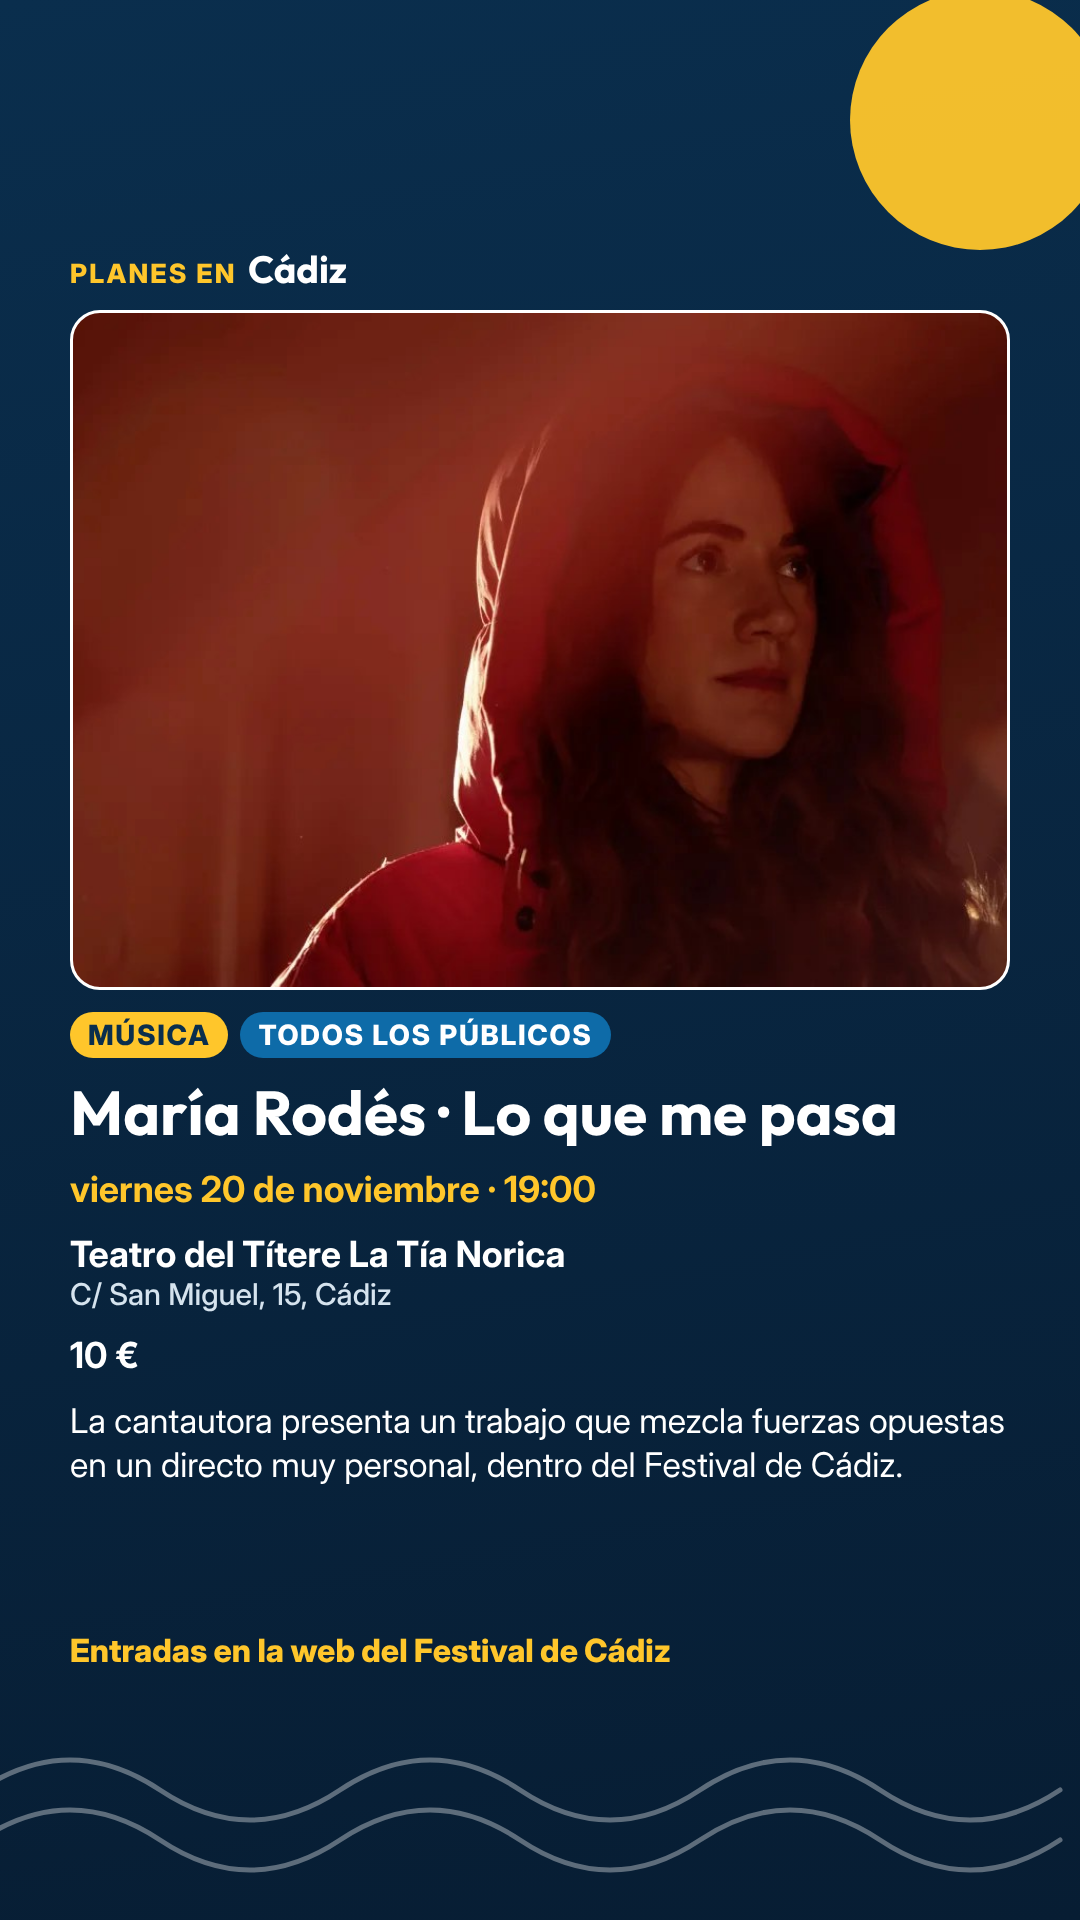 PLANES EN Cádiz
MÚSICA TODOS LOS PÚBLICOS
María Rodés · Lo que me pasa
viernes 20 de noviembre · 19:00
Teatro del Títere La Tía Norica
C/ San Miguel, 15, Cádiz
10 €
La cantautora presenta un trabajo que mezcla fuerzas opuestas
en un directo muy personal, dentro del Festival de Cádiz.
Entradas en la web del Festival de Cádiz